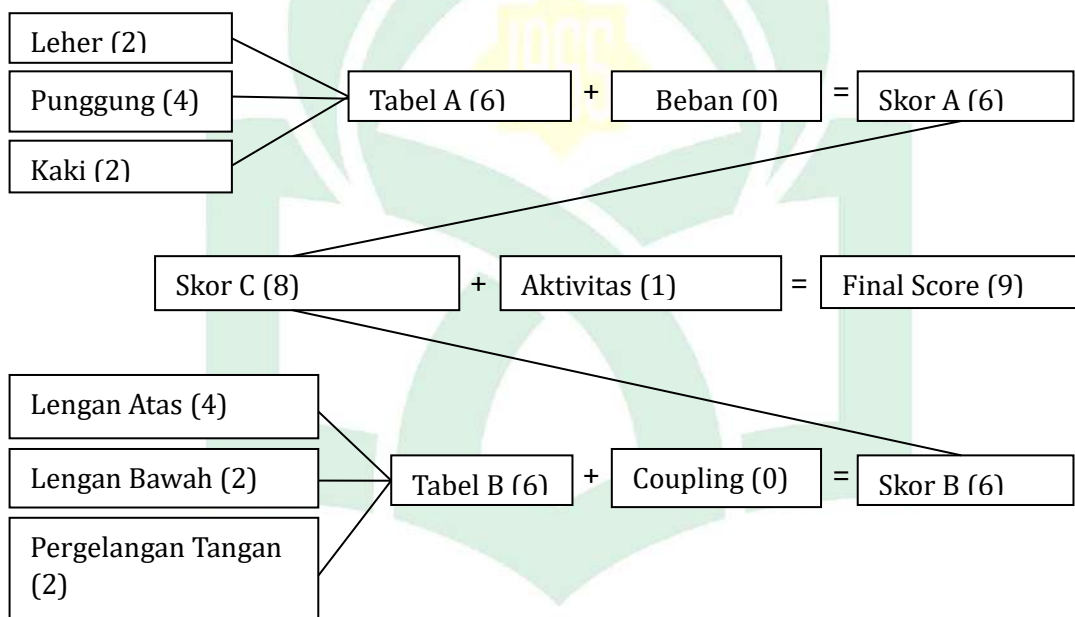 Leher (2)
Punggung (4)
Tabel A (6)
+
Beban (0)
=
Skor A (6)
Kaki (2)
Skor C (8)
+
Aktivitas (1)
=
Final Score (9)
Lengan Atas (4)
Lengan Bawah (2)
Tabel B (6)
+
Coupling (0)
=
Skor B (6)
Pergelangan Tangan
(2)